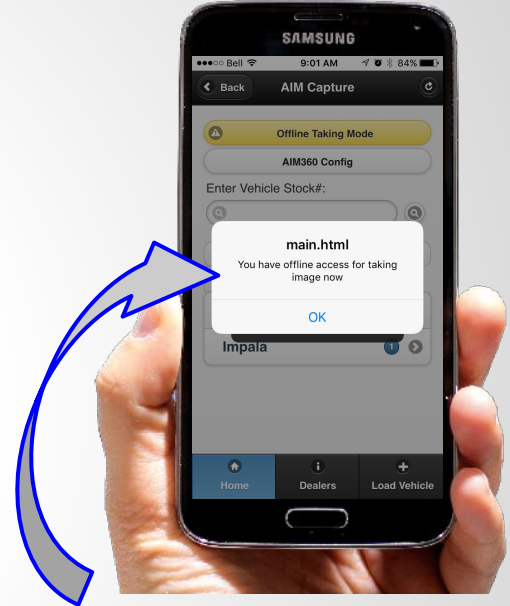 SAMSUNG
Bell 9:01 AM 84%
Back AIM Capture
Offline Taking Mode
AIM360 Config
Enter Vehicle Stock#:
main.html
You have offline access for taking
image now
OK
Impala 1
Home Dealers Load Vehicle